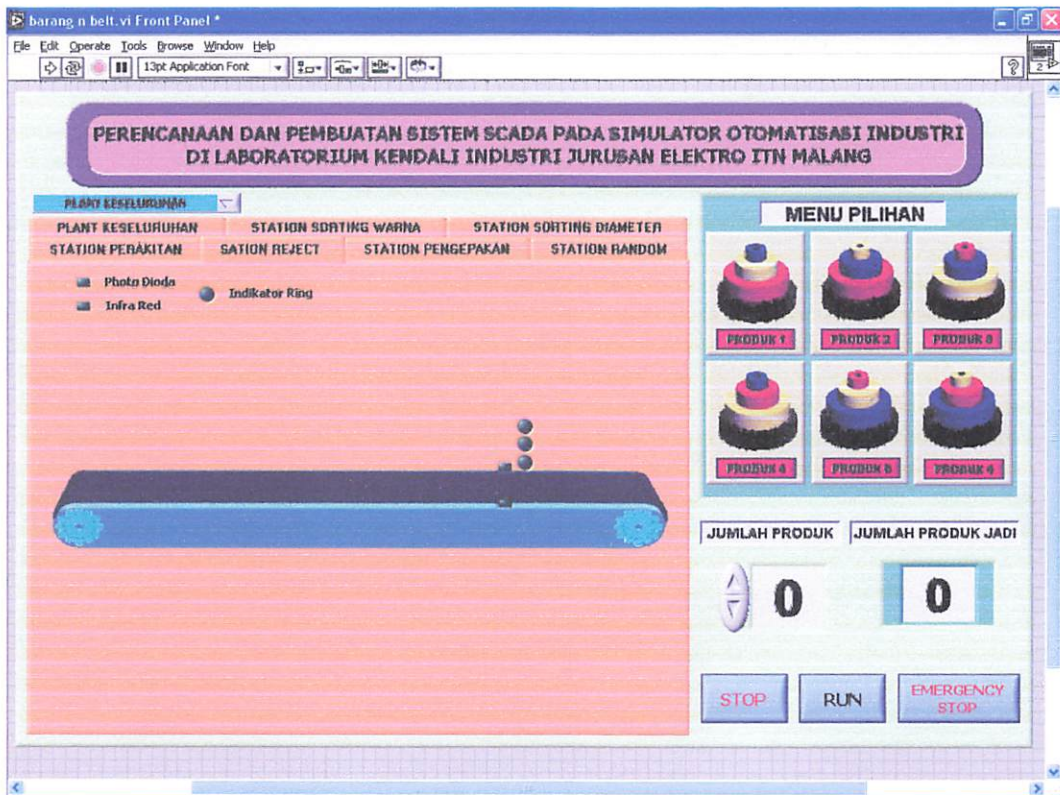 barang n belt.vi Front Panel *
File Edit Operate Tools Browse Window Help
13pt Application Font
2
PERENCANAAN DAN PEMBUATAN SISTEM SCADA PADA SIMULATOR OTOMATISASI INDUSTRI
DI LABORATORIUM KENDALI INDUSTRI JURUSAN ELEKTRO ITN MALANG
PLANT KESELURUHAN
PLANT KESELURUHAN STATION SORTING WARNA STATION SORTING DIAMETER
STATION PERAKITAN SATION REJECT STATION PENGEPAKAN STATION RANDOM
Photo Dioda
Indikator Ring
Infra Red
MENU PILIHAN
PRODUK 1 PRODUK 2 PRODUK 3
PRODUK 4 PRODUK 5 PRODUK 6
JUMLAH PRODUK JUMLAH PRODUK JADI
0 0
STOP RUN EMERGENCY
STOP